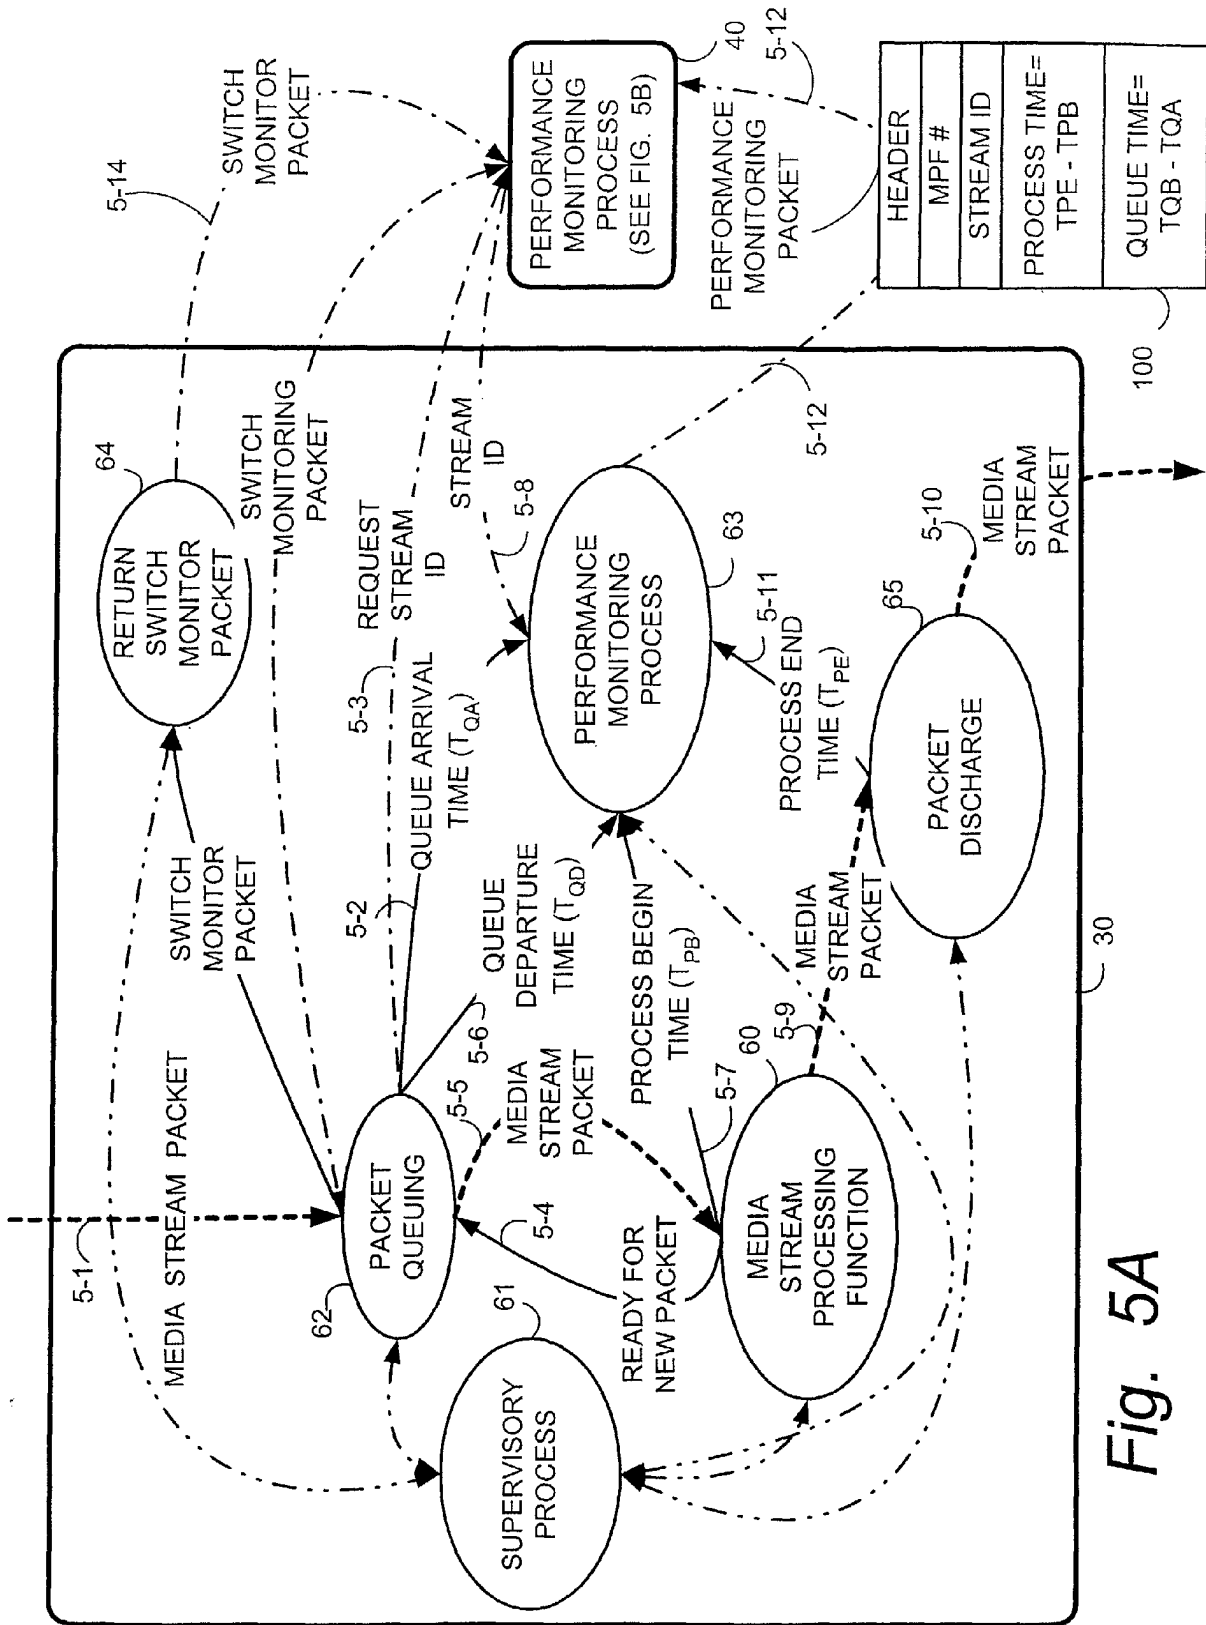 5-1
MEDIA STREAM PACKET
SWITCH
MONITOR
PACKET
64
RETURN
SWITCH
MONITOR
PACKET
5-14
SWITCH
MONITOR
PACKET
SWITCH
MONITORING
PACKET
62
PACKET
QUEUING
5-3
REQUEST
STREAM ID
5-2
QUEUE ARRIVAL
TIME (TQA)
STREAM
ID
5-8
40
PERFORMANCE
MONITORING
PROCESS
(SEE FIG. 5B)
5-6
QUEUE
DEPARTURE
TIME (TQD)
5-5
MEDIA
STREAM
PACKET
61
SUPERVISORY
PROCESS
5-4
READY FOR
NEW PACKET
63
PERFORMANCE
MONITORING
PROCESS
PROCESS BEGIN
TIME (TPB)
5-7
5-11
PROCESS END
TIME (TPE)
60
MEDIA
STREAM
PROCESSING
FUNCTION
5-9
MEDIA
STREAM
PACKET
65
PACKET
DISCHARGE
5-10
MEDIA
STREAM
PACKET
5-12
PERFORMANCE
MONITORING
PACKET
5-12
HEADER
MPF #
STREAM ID
PROCESS TIME=
TPE - TPB
QUEUE TIME=
TQB - TQA
100
30
Fig. 5A